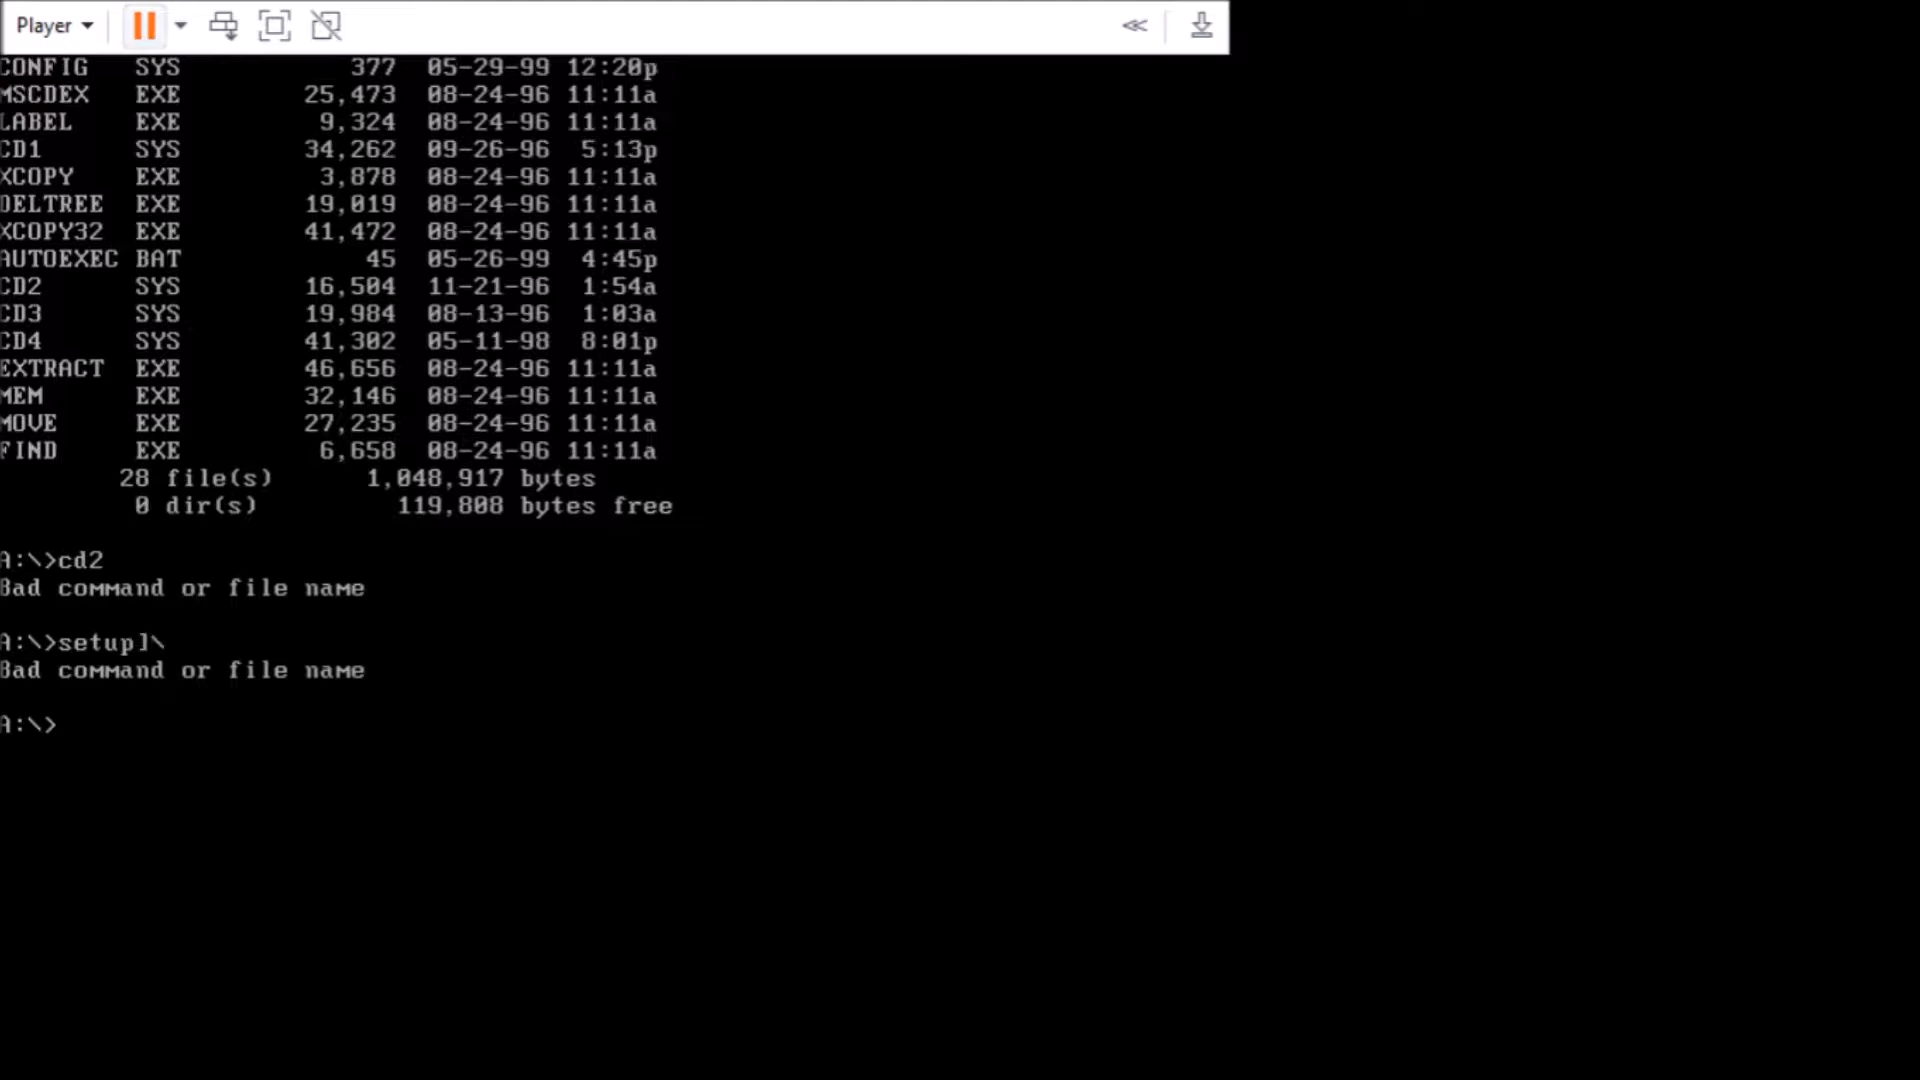 Player
CONFIG   SYS           377  05-29-99 12:20p
MSCDEX   EXE        25,473  08-24-96 11:11a
LABEL    EXE         9,324  08-24-96 11:11a
CD1      SYS        34,262  09-26-96  5:13p
XCOPY    EXE         3,878  08-24-96 11:11a
DELTREE  EXE        19,019  08-24-96 11:11a
XCOPY32  EXE        41,472  08-24-96 11:11a
AUTOEXEC BAT            45  05-26-99  4:45p
CD2      SYS        16,504  11-21-96  1:54a
CD3      SYS        19,984  08-13-96  1:03a
CD4      SYS        41,302  05-11-98  8:01p
EXTRACT  EXE        46,656  08-24-96 11:11a
MEM      EXE        32,146  08-24-96 11:11a
MOVE     EXE        27,235  08-24-96 11:11a
FIND     EXE         6,658  08-24-96 11:11a
28 file(s)      1,048,917 bytes
0 dir(s)         119,808 bytes free
A:\>cd2
Bad command or file name
A:\>setup]\
Bad command or file name
A:\>